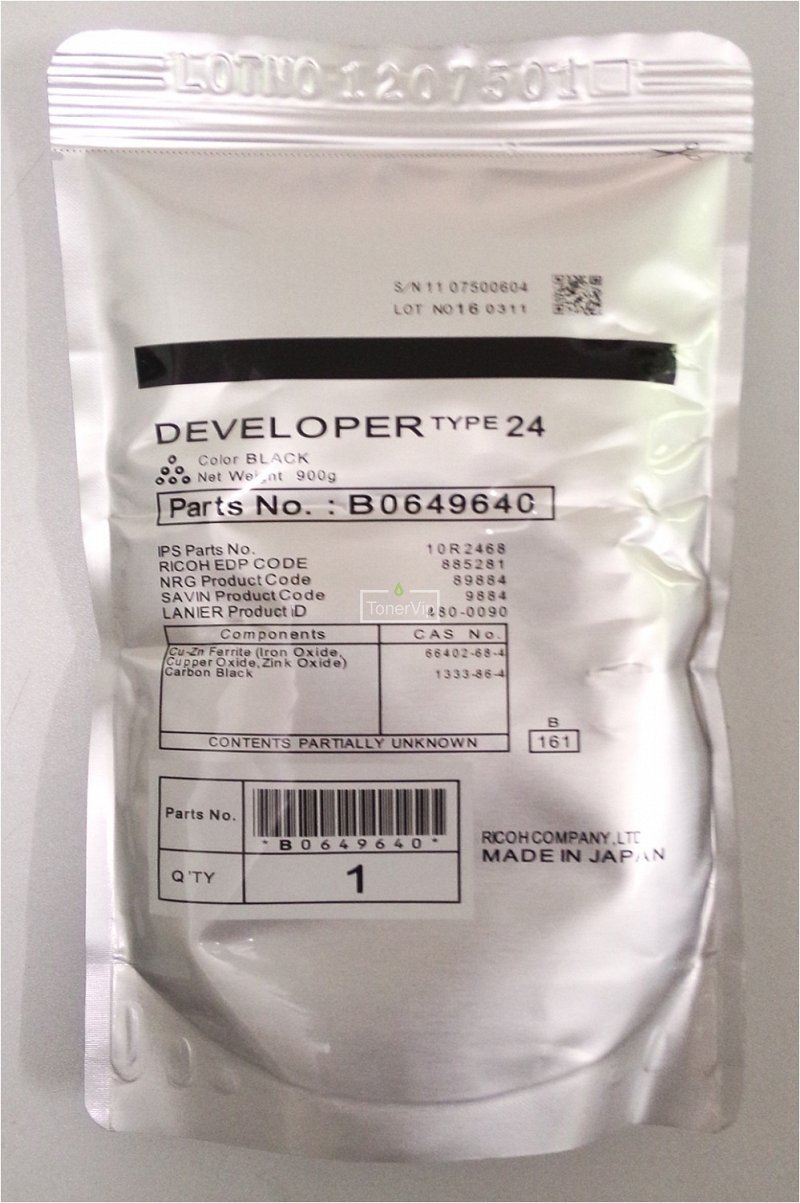 LOTNO 1207501
S/N 11 07500604
LOT NO16 0311
DEVELOPER TYPE 24
Color BLACK
Net Weight 900g
Parts No. : B0649640
IPS Parts No. 10R2468
RICOH EDP CODE 885281
NRG Product Code 89884
SAVIN Product Code 9884
LANIER Product ID 480-0090
TonerVip
Components CAS No.
Cu-Zn Ferrite (Iron Oxide, 66402-68-4
Cupper Oxide, Zink Oxide)
Carbon Black 1333-86-4
CONTENTS PARTIALLY UNKNOWN
B
161
Parts No.
*B0649640*
Q'TY 1
RICOH COMPANY,LTD
MADE IN JAPAN